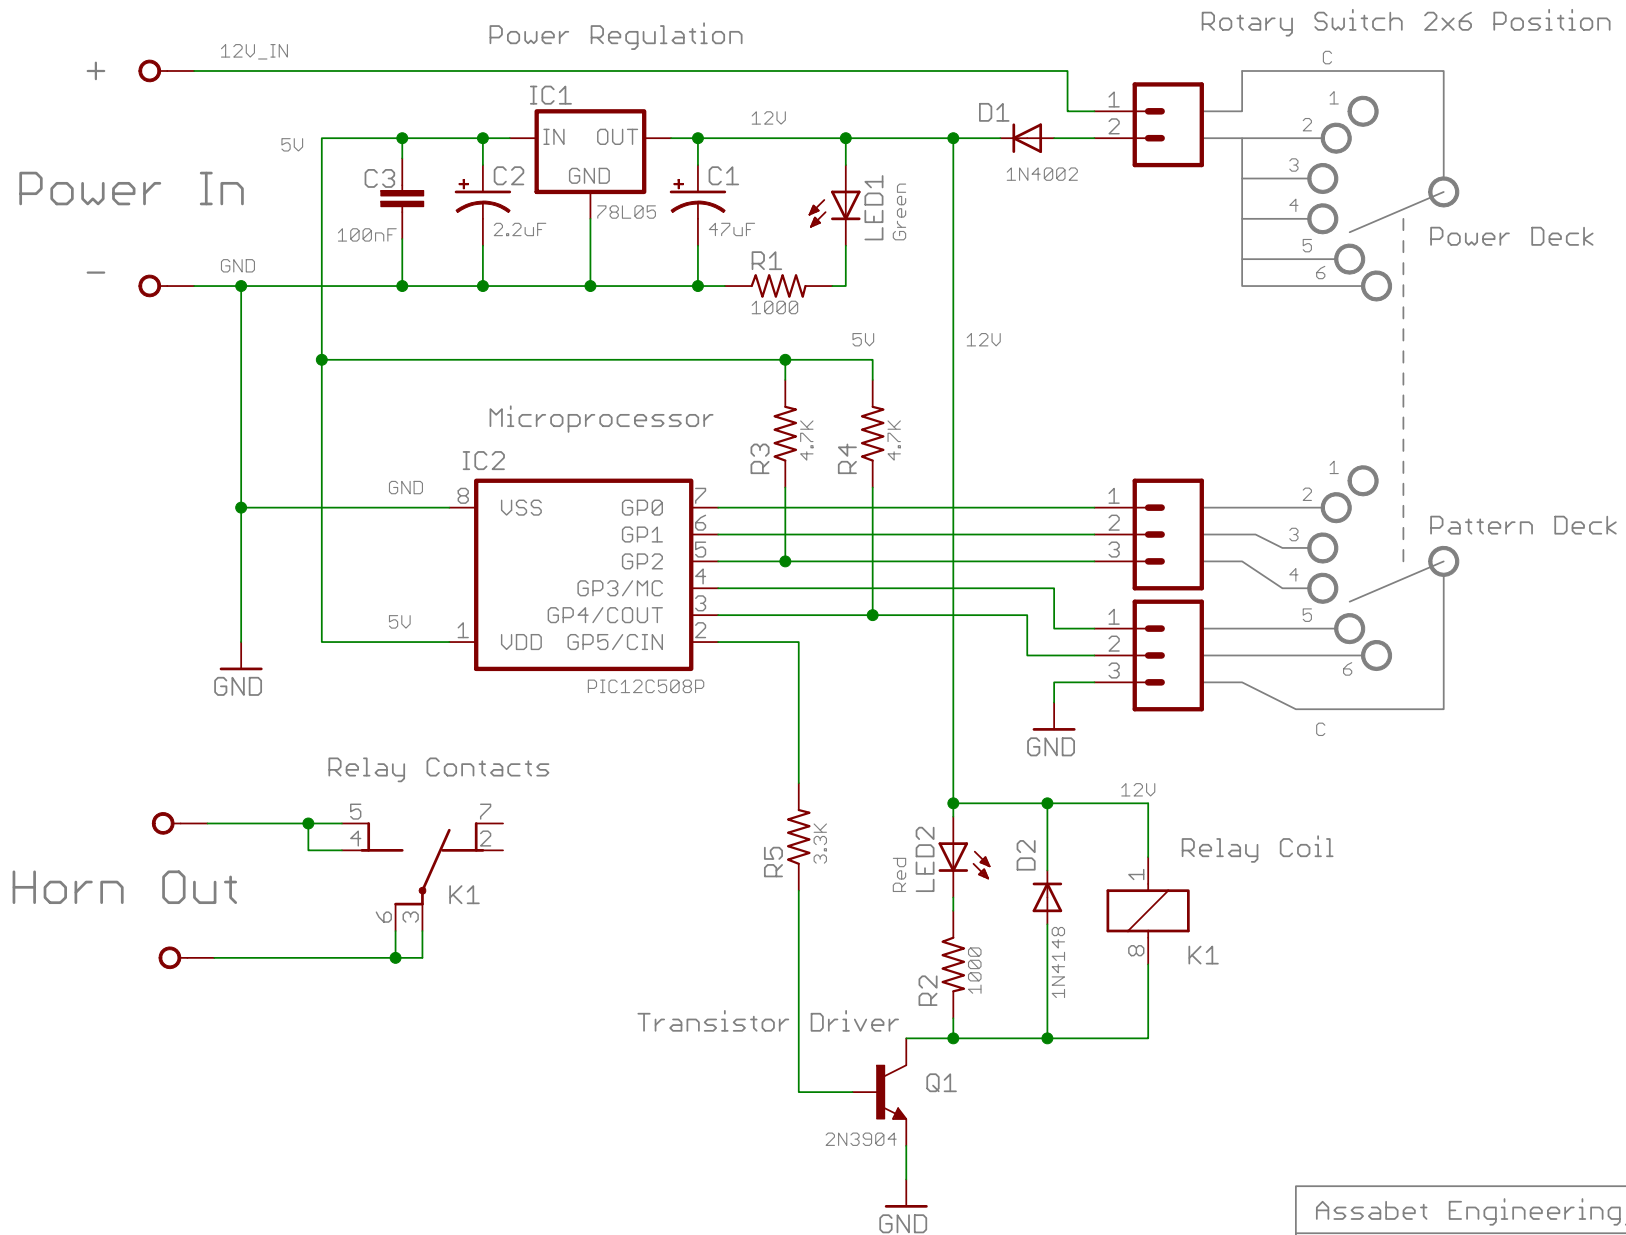 Power Regulation
Rotary Switch 2x6 Position
+
12V_IN
C
IC1
1
1
D1
12V
2
2
5V
IN OUT
3
Power In
C3
C2
GND
C1
LED1
Green
1N4002
4
100nF
2.2uF
78L05
47uF
Power Deck
5
-
GND
R1
6
1000
5V
12V
Microprocessor
R3
4.7K
R4
4.7K
IC2
1
GND
8
VSS
GP0
7
1
2
GP1
6
2
Pattern Deck
3
GP2
5
3
GP3/MC
4
4
GP4/COUT
3
1
5
5V
1
VDD
GP5/CIN
2
2
6
3
GND
PIC12C508P
C
GND
Relay Contacts
12V
5
7
4
2
R5
3.3K
Red
LED2
D2
Relay Coil
Horn Out
1
K1
6
3
8
K1
R2
1000
1N4148
Transistor Driver
Q1
2N3904
GND
Assabet Engineering